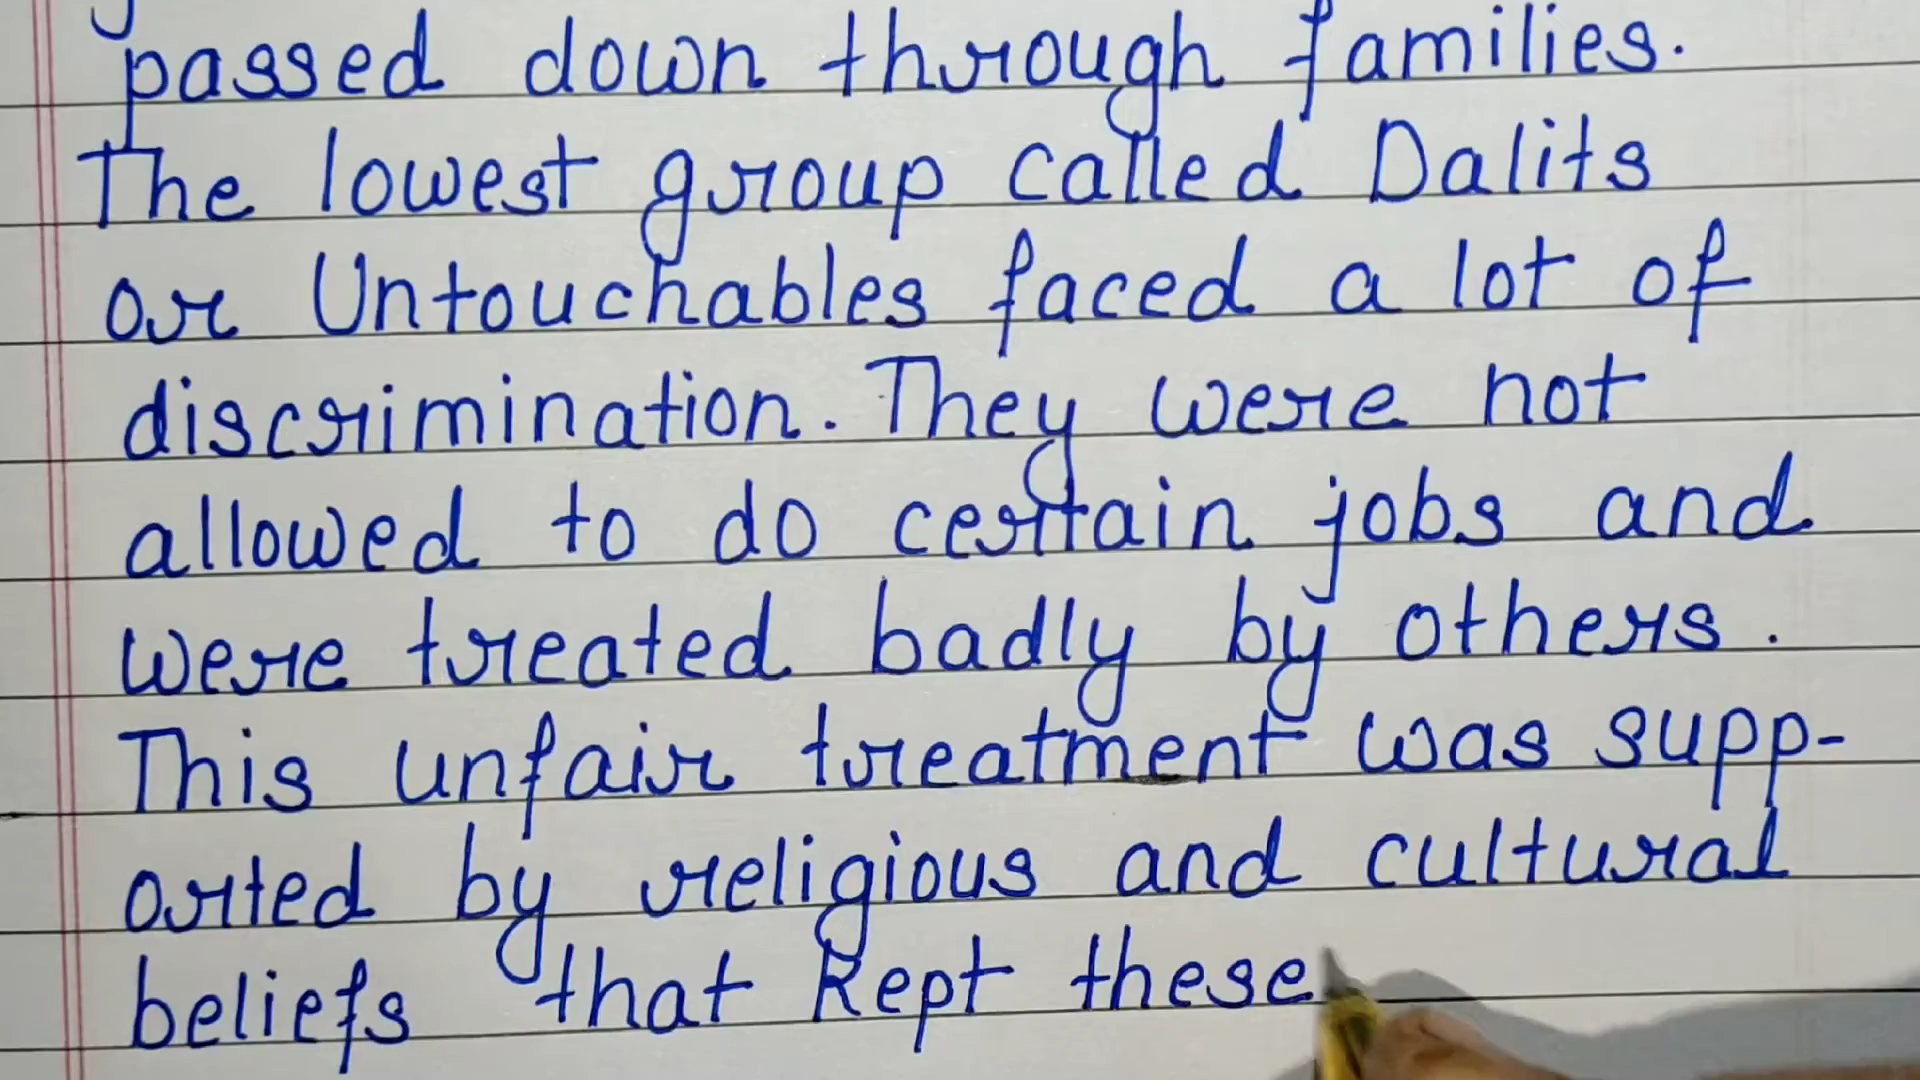 passed down through families.
The lowest group called Dalits
or Untouchables faced a lot of
discrimination. They were not
allowed to do certain jobs and
were treated badly by others.
This unfair treatment was supp-
orted by religious and cultural
beliefs that kept these